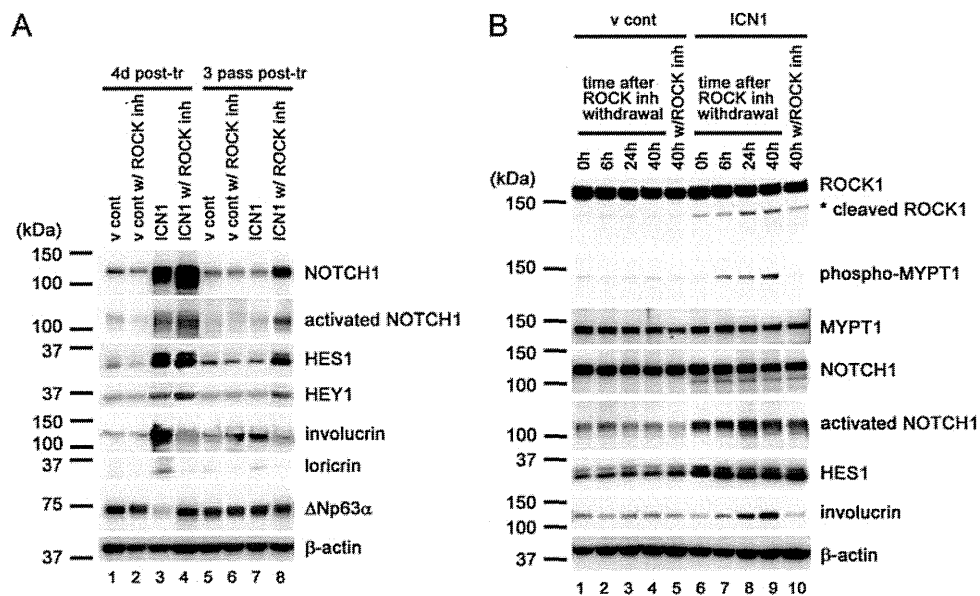 A
4d post-tr
3 pass post-tr
v cont
v cont w/ ROCK inh
ICN1
ICN1 w/ ROCK inh
v cont
v cont w/ ROCK inh
ICN1
ICN1 w/ ROCK inh
(kDa)
150
100
NOTCH1
100
activated NOTCH1
37
HES1
37
HEY1
150
100
involucrin
37
loricrin
75
ΔNp63α
37
β-actin
1 2 3 4 5 6 7 8
B
v cont
ICN1
time after ROCK inh withdrawal
time after ROCK inh withdrawal
0h
6h
24h
40h
40h w/ROCK inh
0h
6h
24h
40h
40h w/ROCK inh
(kDa)
150
ROCK1
* cleaved ROCK1
150
phospho-MYPT1
150
MYPT1
150
100
NOTCH1
100
activated NOTCH1
37
HES1
150
100
involucrin
37
β-actin
1 2 3 4 5 6 7 8 9 10